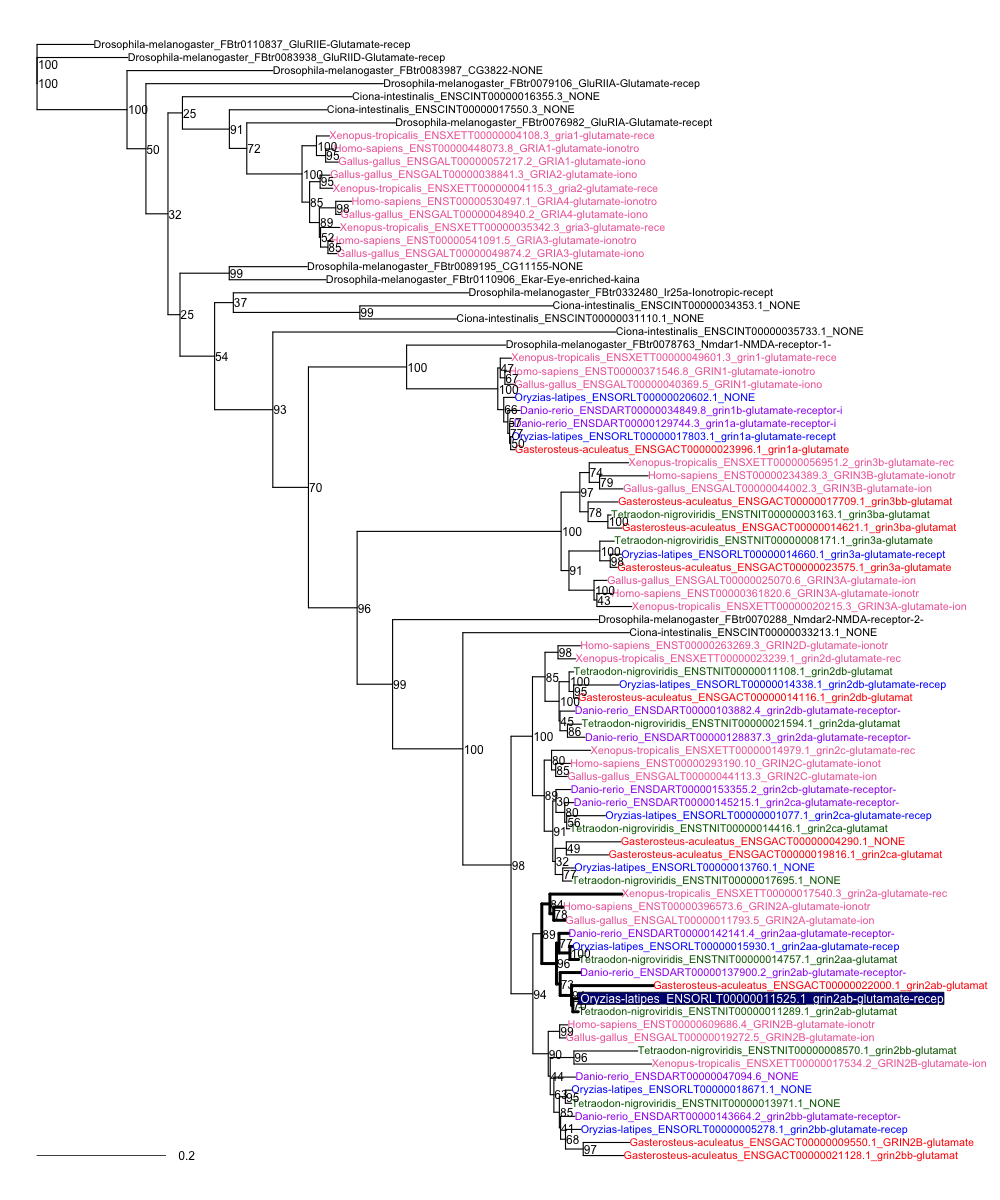 Drosophila-melanogaster_FBtr0110837_GluRIIE-Glutamate-recep
Drosophila-melanogaster_FBtr0083938_GluRIID-Glutamate-recep
100
Drosophila-melanogaster_FBtr0083987_CG3822-NONE
100
Drosophila-melanogaster_FBtr0079106_GluRIIA-Glutamate-recep
Ciona-intestinalis_ENSCINT00000016355.3_NONE
100
Ciona-intestinalis_ENSCINT00000017550.3_NONE
25
Drosophila-melanogaster_FBtr0076982_GluRIA-Glutamate-recept
91
Xenopus-tropicalis_ENSXETT00000004108.3_gria1-glutamate-rece
100
Homo-sapiens_ENST00000448073.8_GRIA1-glutamate-ionotro
50
72
95
Gallus-gallus_ENSGALT00000057217.2_GRIA1-glutamate-iono
100
Gallus-gallus_ENSGALT00000038841.3_GRIA2-glutamate-iono
95
Xenopus-tropicalis_ENSXETT00000004115.3_gria2-glutamate-rece
85
Homo-sapiens_ENST00000530497.1_GRIA4-glutamate-ionotro
98
32
Gallus-gallus_ENSGALT00000048940.2_GRIA4-glutamate-iono
89
Xenopus-tropicalis_ENSXETT00000035342.3_gria3-glutamate-rece
52
Homo-sapiens_ENST00000541091.5_GRIA3-glutamate-ionotro
85
Gallus-gallus_ENSGALT00000049874.2_GRIA3-glutamate-iono
Drosophila-melanogaster_FBtr0089195_CG11155-NONE
99
Drosophila-melanogaster_FBtr0110906_Ekar-Eye-enriched-kaina
Drosophila-melanogaster_FBtr0332480_Ir25a-Ionotropic-recept
37
Ciona-intestinalis_ENSCINT00000034353.1_NONE
25
99
Ciona-intestinalis_ENSCINT00000031110.1_NONE
Ciona-intestinalis_ENSCINT00000035733.1_NONE
Drosophila-melanogaster_FBtr0078763_Nmdar1-NMDA-receptor-1-
54
Xenopus-tropicalis_ENSXETT00000049601.3_grin1-glutamate-rece
100
47
Homo-sapiens_ENST00000371546.8_GRIN1-glutamate-ionotro
67
Gallus-gallus_ENSGALT00000040369.5_GRIN1-glutamate-iono
100
Oryzias-latipes_ENSORLT00000020602.1_NONE
93
66
Danio-rerio_ENSDART00000034849.8_grin1b-glutamate-receptor-i
57
Danio-rerio_ENSDART00000129744.3_grin1a-glutamate-receptor-i
77
Oryzias-latipes_ENSORLT00000017803.1_grin1a-glutamate-recept
50
Gasterosteus-aculeatus_ENSGACT00000023996.1_grin1a-glutamate
Xenopus-tropicalis_ENSXETT00000056951.2_grin3b-glutamate-rec
74
Homo-sapiens_ENST00000234389.3_GRIN3B-glutamate-ionotr
79
70
Gallus-gallus_ENSGALT00000044002.3_GRIN3B-glutamate-ion
97
Gasterosteus-aculeatus_ENSGACT00000017709.1_grin3bb-glutamat
78
Tetraodon-nigroviridis_ENSTNIT00000003163.1_grin3ba-glutamat
100
Gasterosteus-aculeatus_ENSGACT00000014621.1_grin3ba-glutamat
100
Tetraodon-nigroviridis_ENSTNIT00000008171.1_grin3a-glutamate
100
Oryzias-latipes_ENSORLT00000014660.1_grin3a-glutamate-recept
98
Gasterosteus-aculeatus_ENSGACT00000023575.1_grin3a-glutamate
91
Gallus-gallus_ENSGALT00000025070.6_GRIN3A-glutamate-ion
100
Homo-sapiens_ENST00000361820.6_GRIN3A-glutamate-ionotr
43
96
Xenopus-tropicalis_ENSXETT00000020215.3_GRIN3A-glutamate-ion
Drosophila-melanogaster_FBtr0070288_Nmdar2-NMDA-receptor-2-
Ciona-intestinalis_ENSCINT00000033213.1_NONE
Homo-sapiens_ENST00000263269.3_GRIN2D-glutamate-ionotr
98
Xenopus-tropicalis_ENSXETT00000023239.1_grin2d-glutamate-rec
85
Tetraodon-nigroviridis_ENSTNIT00000011108.1_grin2db-glutamat
99
100
Oryzias-latipes_ENSORLT00000014338.1_grin2db-glutamate-recep
95
Gasterosteus-aculeatus_ENSGACT00000014116.1_grin2db-glutamat
100
Danio-rerio_ENSDART00000103882.4_grin2db-glutamate-receptor-
45
Tetraodon-nigroviridis_ENSTNIT00000021594.1_grin2da-glutamat
86
Danio-rerio_ENSDART00000128837.3_grin2da-glutamate-receptor-
100
Xenopus-tropicalis_ENSXETT00000014979.1_grin2c-glutamate-rec
100
80
Homo-sapiens_ENST00000293190.10_GRIN2C-glutamate-ionot
85
Gallus-gallus_ENSGALT00000044113.3_GRIN2C-glutamate-ion
Danio-rerio_ENSDART00000153355.2_grin2cb-glutamate-receptor-
89
30
Danio-rerio_ENSDART00000145215.1_grin2ca-glutamate-receptor-
80
Oryzias-latipes_ENSORLT00000001077.1_grin2ca-glutamate-recep
56
Tetraodon-nigroviridis_ENSTNIT00000014416.1_grin2ca-glutamat
91
Gasterosteus-aculeatus_ENSGACT00000004290.1_NONE
49
Gasterosteus-aculeatus_ENSGACT00000019816.1_grin2ca-glutamat
32
98
Oryzias-latipes_ENSORLT00000013760.1_NONE
77
Tetraodon-nigroviridis_ENSTNIT00000017695.1_NONE
Xenopus-tropicalis_ENSXETT00000017540.3_grin2a-glutamate-rec
84
Homo-sapiens_ENST00000396573.6_GRIN2A-glutamate-ionotr
78
Gallus-gallus_ENSGALT00000011793.5_GRIN2A-glutamate-ion
89
Danio-rerio_ENSDART00000142141.4_grin2aa-glutamate-receptor-
77
Oryzias-latipes_ENSORLT00000015930.1_grin2aa-glutamate-recep
100
Tetraodon-nigroviridis_ENSTNIT00000014757.1_grin2aa-glutamat
96
Danio-rerio_ENSDART00000137900.2_grin2ab-glutamate-receptor-
73
Gasterosteus-aculeatus_ENSGACT00000022000.1_grin2ab-glutamat
94
Oryzias-latipes_ENSORLT00000011525.1_grin2ab-glutamate-recep
Tetraodon-nigroviridis_ENSTNIT00000011289.1_grin2ab-glutamat
Homo-sapiens_ENST00000609686.4_GRIN2B-glutamate-ionotr
99
Gallus-gallus_ENSGALT00000019272.5_GRIN2B-glutamate-ion
Tetraodon-nigroviridis_ENSTNIT00000008570.1_grin2bb-glutamat
90
96
Xenopus-tropicalis_ENSXETT00000017534.2_GRIN2B-glutamate-ion
44
Danio-rerio_ENSDART00000047094.6_NONE
Oryzias-latipes_ENSORLT00000018671.1_NONE
63
95
Tetraodon-nigroviridis_ENSTNIT00000013971.1_NONE
85
Danio-rerio_ENSDART00000143664.2_grin2bb-glutamate-receptor-
41
Oryzias-latipes_ENSORLT00000005278.1_grin2bb-glutamate-recep
68
Gasterosteus-aculeatus_ENSGACT00000009550.1_GRIN2B-glutamate
97
Gasterosteus-aculeatus_ENSGACT00000021128.1_grin2bb-glutamat
0.2